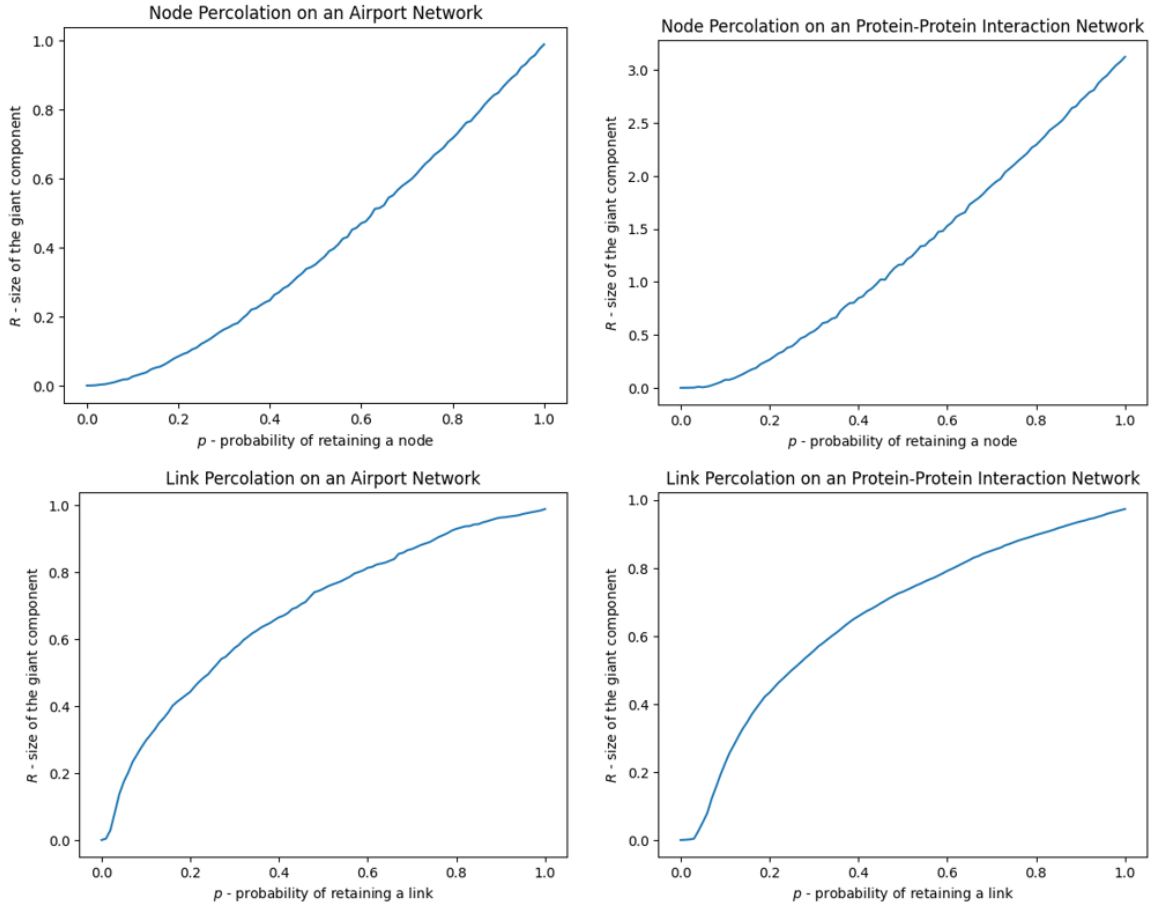 Node Percolation on an Airport Network
R - size of the giant component
1.0
0.8
0.6
0.4
0.2
0.0
0.0 0.2 0.4 0.6 0.8 1.0
p - probability of retaining a node
Node Percolation on an Protein-Protein Interaction Network
R - size of the giant component
3.0
2.5
2.0
1.5
1.0
0.5
0.0
0.0 0.2 0.4 0.6 0.8 1.0
p - probability of retaining a node
Link Percolation on an Airport Network
R - size of the giant component
1.0
0.8
0.6
0.4
0.2
0.0
0.0 0.2 0.4 0.6 0.8 1.0
p - probability of retaining a link
Link Percolation on an Protein-Protein Interaction Network
R - size of the giant component
1.0
0.8
0.6
0.4
0.2
0.0
0.0 0.2 0.4 0.6 0.8 1.0
p - probability of retaining a link